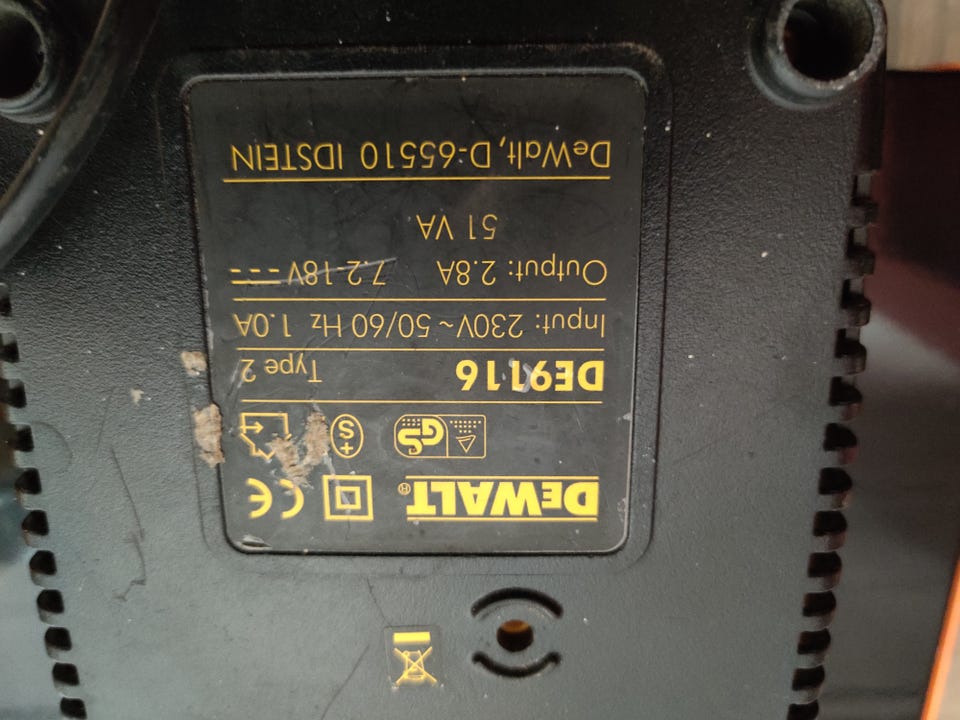 DEWALT®
CE
GS
+S
DE9116 Type 2
Input: 230V ~ 50/60 Hz 1.0A
Output: 2.8A 7.2-18V
51 VA
DeWalt, D-65510 IDSTEIN